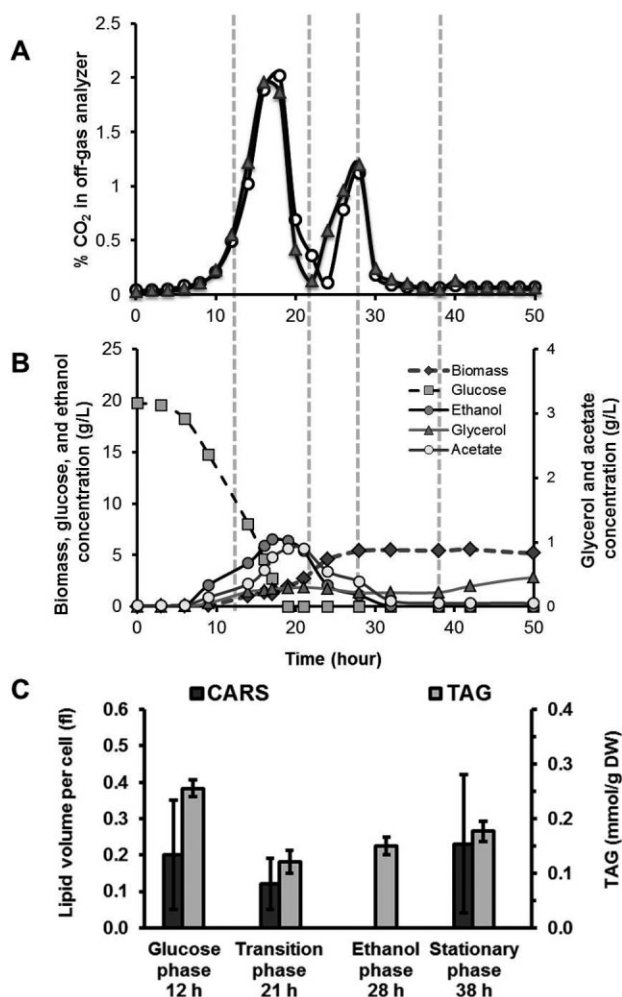 A
% CO2 in off-gas analyzer
2.5
2
1.5
1
0.5
0
0 10 20 30 40 50
B
Biomass, glucose, and ethanol
concentration (g/L)
25
20
15
10
5
0
Biomass
Glucose
Ethanol
Glycerol
Acetate
4
3
2
1
0
Glycerol and acetate
concentration (g/L)
0 10 20 30 40 50
Time (hour)
C
CARS TAG
Lipid volume per cell (fl)
0.6
0.5
0.4
0.3
0.2
0.1
0.0
0.4
0.3
0.2
0.1
0.0
TAG (mmol/g DW)
Glucose Transition Ethanol Stationary
phase phase phase phase
12 h 21 h 28 h 38 h